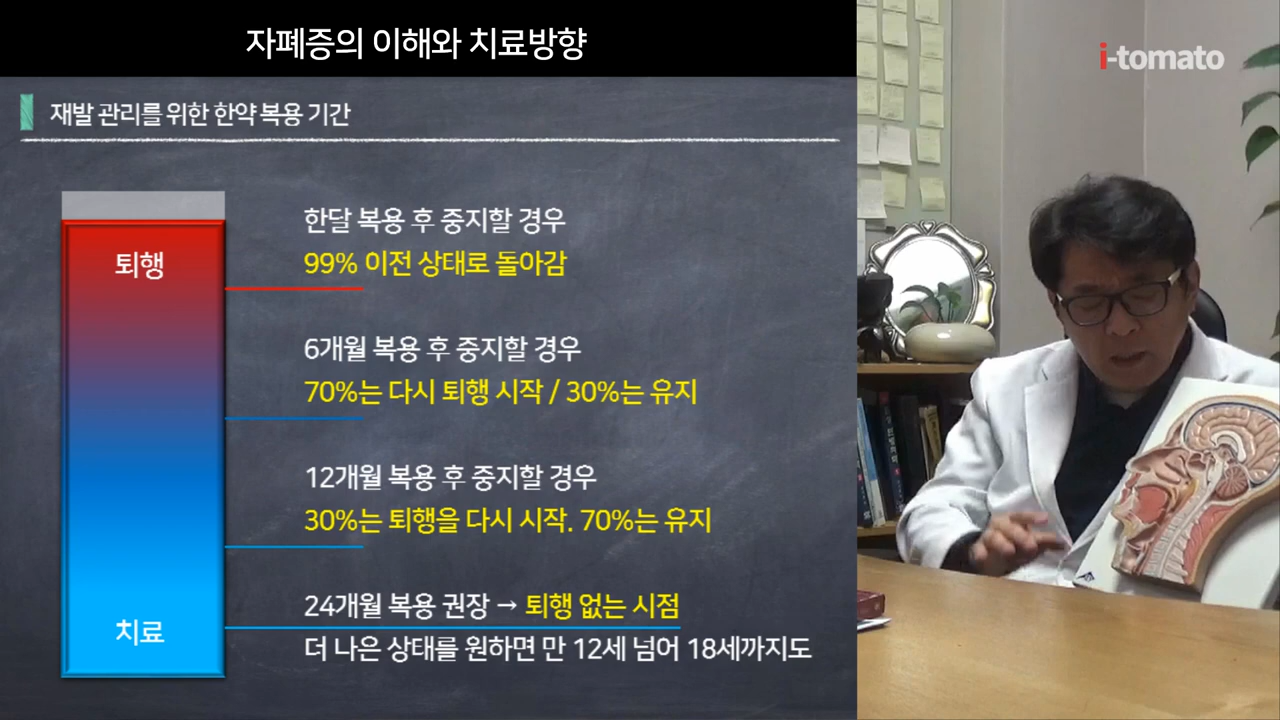 자폐증의 이해와 치료방향
i-tomato
재발 관리를 위한 한약 복용 기간
퇴행
한달 복용 후 중지할 경우
99% 이전 상태로 돌아감
6개월 복용 후 중지할 경우
70%는 다시 퇴행 시작 / 30%는 유지
12개월 복용 후 중지할 경우
30%는 퇴행을 다시 시작. 70%는 유지
치료
24개월 복용 권장 → 퇴행 없는 시점
더 나은 상태를 원하면 만 12세 넘어 18세까지도